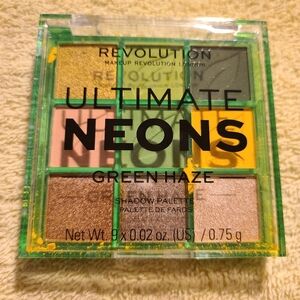 REVOLUTION
MAKEUP REVOLUTION LONDON
ULTIMATE
NEONS
GREEN HAZE
SHADOW PALETTE
PALETTE DE FARDS
Net Wt. 9 x 0.02 oz. (US) / 0.75 g